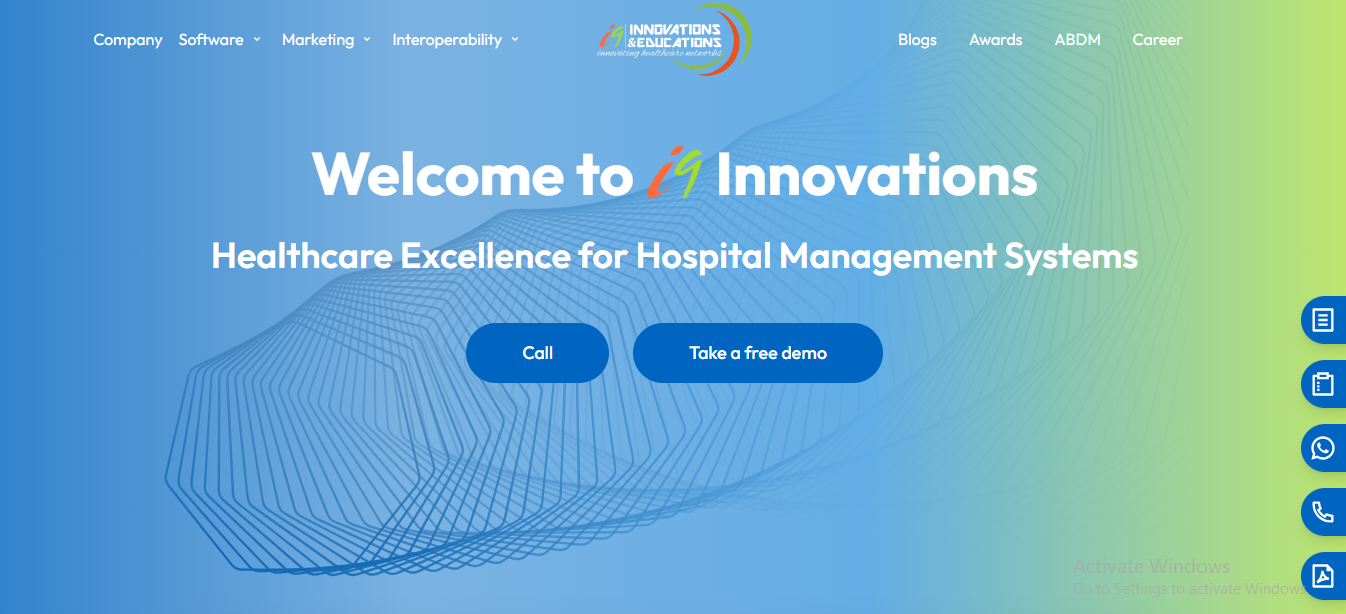 Company Software Marketing Interoperability
i9 INNOVATIONS
&EDUCATIONS
innovating healthcare networks
Blogs Awards ABDM Career
Welcome to i9 Innovations
Healthcare Excellence for Hospital Management Systems
Call Take a free demo
Activate Windows
Go to Settings to activate Windows